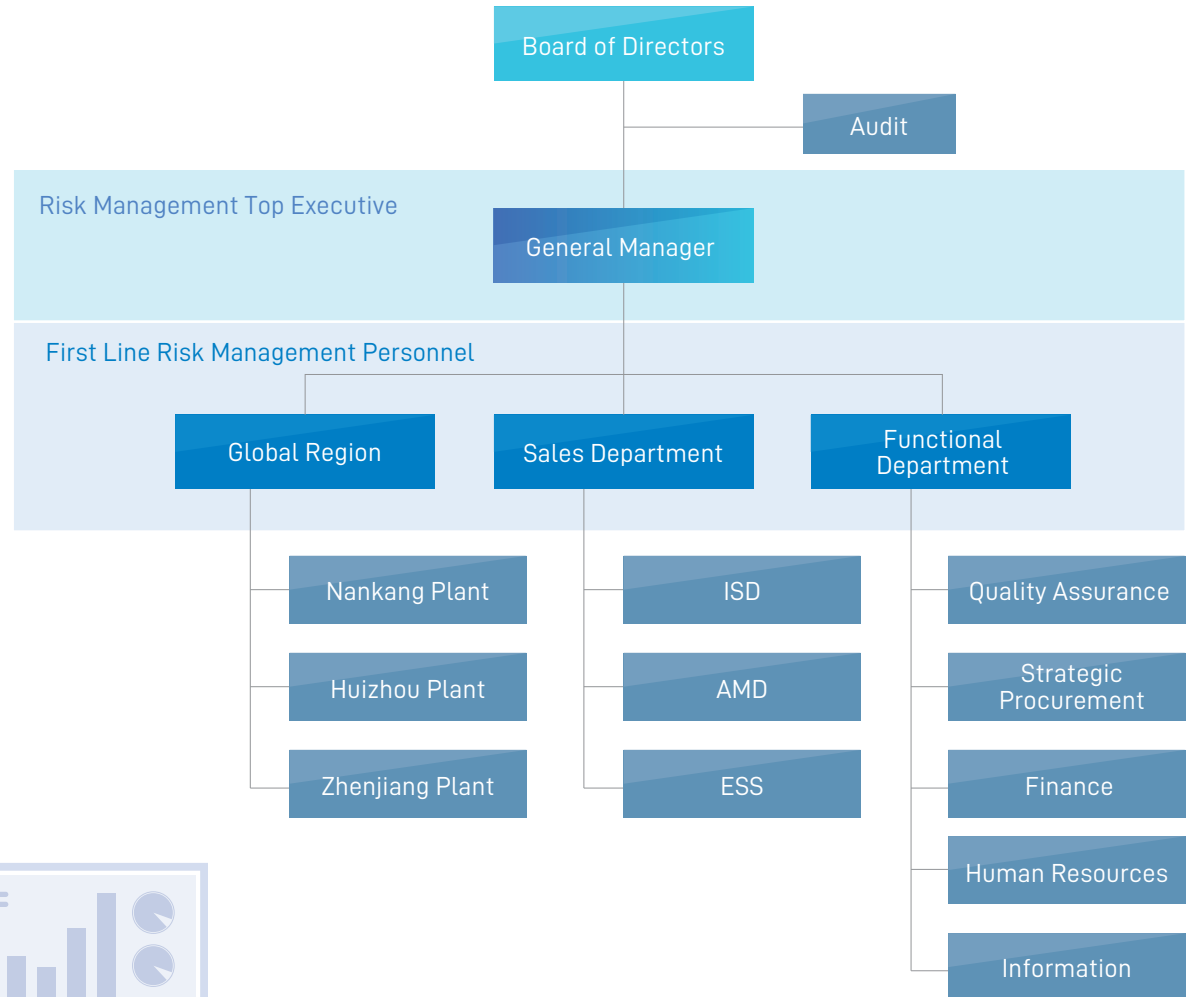 Board of Directors
Audit
Risk Management Top Executive
General Manager
First Line Risk Management Personnel
Global Region
Sales Department
Functional
Department
Nankang Plant
ISD
Quality Assurance
Huizhou Plant
AMD
Strategic
Procurement
Zhenjiang Plant
ESS
Finance
Human Resources
Information